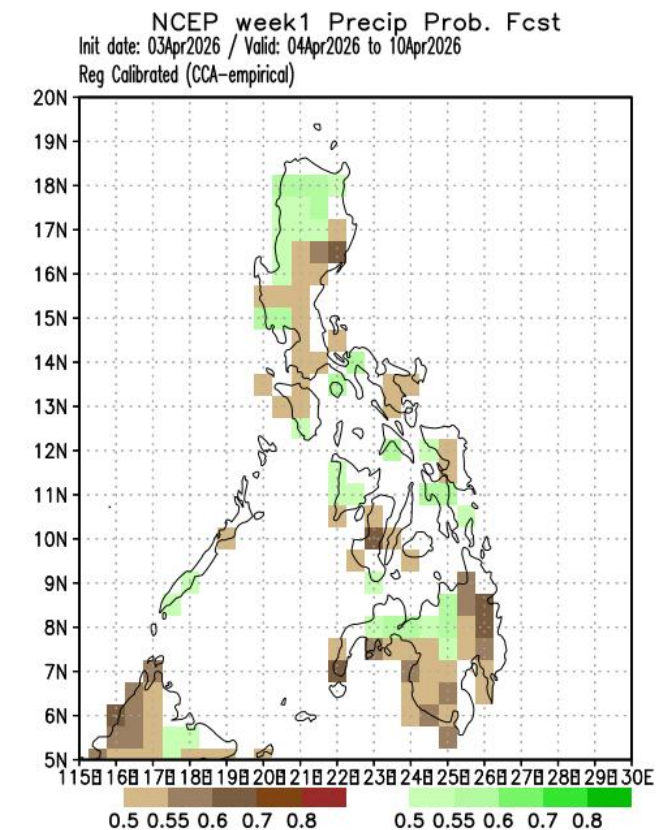 NCEP week1 Precip Prob. Fcst
Init date: 03Apr2026 / Valid: 04Apr2026 to 10Apr2026
Reg Calibrated (CCA-empirical)
20N
19N
18N
17N
16N
15N
14N
13N
12N
11N
10N
9N
8N
7N
6N
5N
115E 116E 117E 118E 119E 120E 121E 122E 123E 124E 125E 126E 127E 128E 129E 130E
0.5 0.55 0.6 0.7 0.8 0.5 0.55 0.6 0.7 0.8